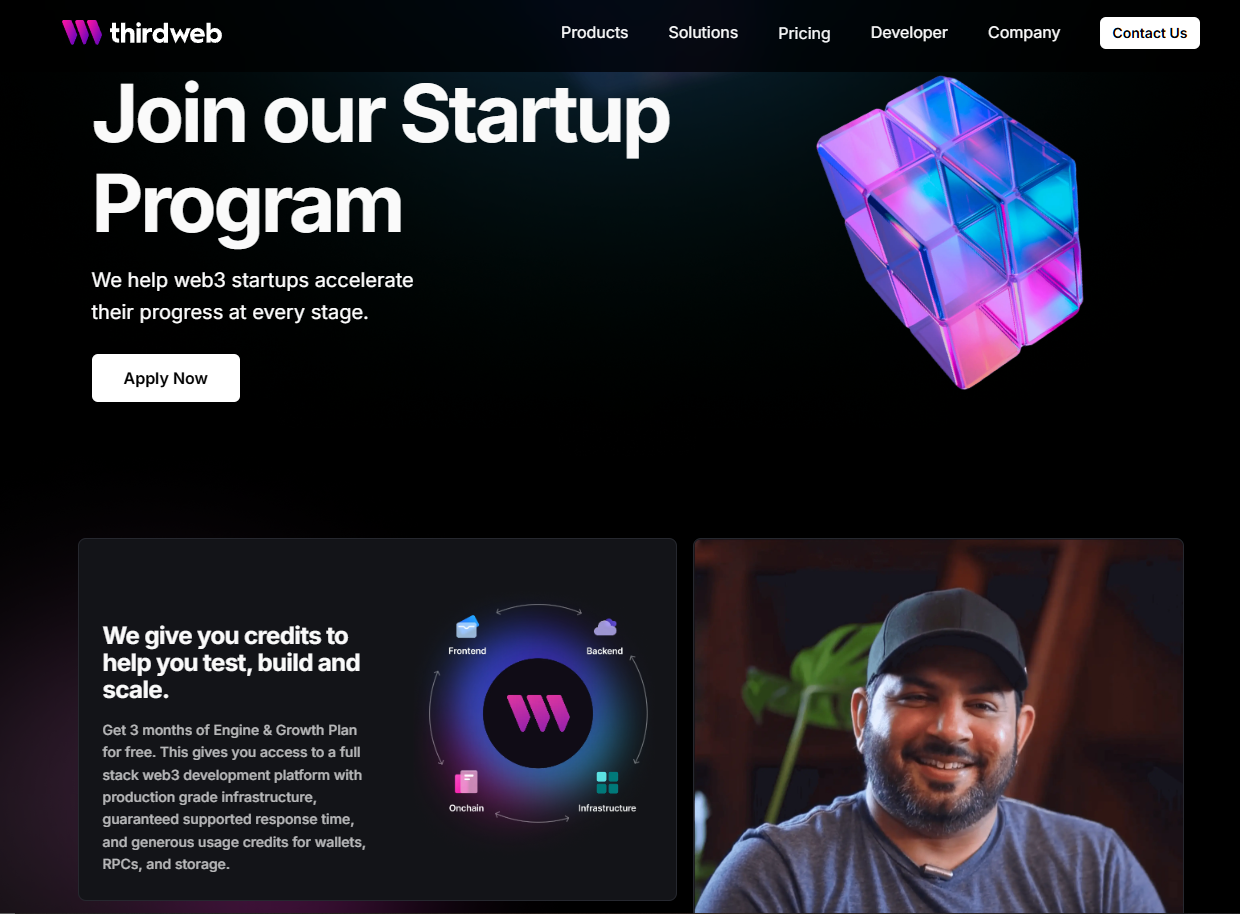 thirdweb
Products
Solutions
Pricing
Developer
Company
Contact Us
Join our Startup
Program
We help web3 startups accelerate
their progress at every stage.
Apply Now
We give you credits to
help you test, build and
scale.
Get 3 months of Engine & Growth Plan
for free. This gives you access to a full
stack web3 development platform with
production grade infrastructure,
guaranteed supported response time,
and generous usage credits for wallets,
RPCs, and storage.
Frontend
Backend
Onchain
Infrastructure